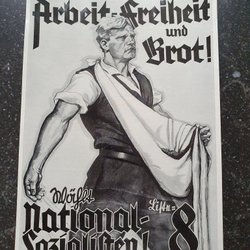 Arbeit-Freiheit
und
Brot!
Wählt
Liste
National-
Sozialisten!
8